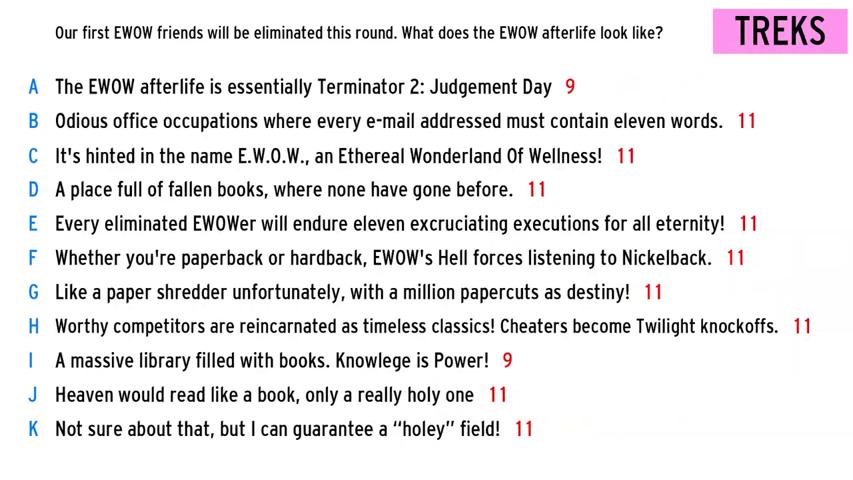 Our first EWOW friends will be eliminated this round. What does the EWOW afterlife look like?
TREKS
A The EWOW afterlife is essentially Terminator 2: Judgement Day 9
B Odious office occupations where every e-mail addressed must contain eleven words. 11
C It's hinted in the name E.W.O.W., an Ethereal Wonderland Of Wellness! 11
D A place full of fallen books, where none have gone before. 11
E Every eliminated EWOWer will endure eleven excruciating executions for all eternity! 11
F Whether you're paperback or hardback, EWOW's Hell forces listening to Nickelback. 11
G Like a paper shredder unfortunately, with a million papercuts as destiny! 11
H Worthy competitors are reincarnated as timeless classics! Cheaters become Twilight knockoffs. 11
I A massive library filled with books. Knowlege is Power! 9
J Heaven would read like a book, only a really holy one 11
K Not sure about that, but I can guarantee a “holey” field! 11